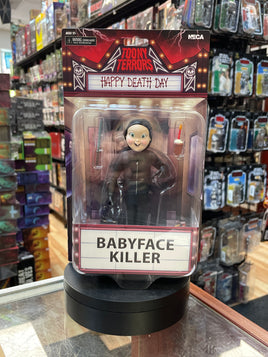 NECA
TOONY
TERRORS
HAPPY DEATH DAY
BABYFACE
KILLER